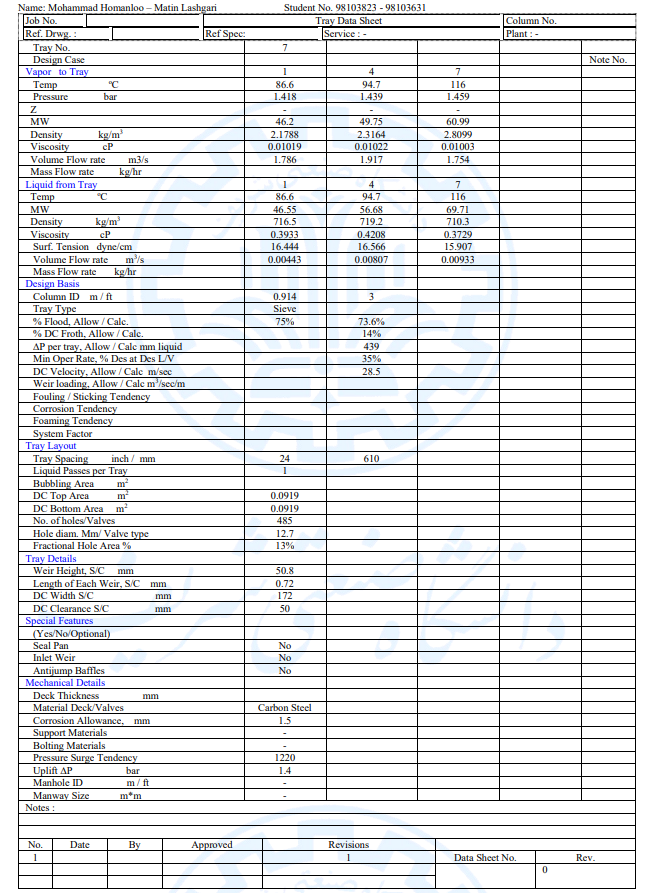 Name: Mohammad Homanloo – Matin Lashgari Student No. 98103823 - 98103631
Job No. Tray Data Sheet Column No.
Ref. Drwg. : Ref Spec: Service : - Plant : -
Tray No. 7
Design Case Note No.
Vapor to Tray 1 4 7
Temp °C 86.6 94.7 116
Pressure bar 1.418 1.439 1.459
Z - - -
MW 46.2 49.75 60.99
Density kg/m³ 2.1788 2.3164 2.8099
Viscosity cP 0.01019 0.01022 0.01003
Volume Flow rate m3/s 1.786 1.917 1.754
Mass Flow rate kg/hr
Liquid from Tray 1 4 7
Temp °C 86.6 94.7 116
MW 46.55 56.68 69.71
Density kg/m³ 716.5 719.2 710.3
Viscosity cP 0.3933 0.4208 0.3729
Surf. Tension dyne/cm 16.444 16.566 15.907
Volume Flow rate m³/s 0.00443 0.00807 0.00933
Mass Flow rate kg/hr
Design Basis
Column ID m / ft 0.914 3
Tray Type Sieve
% Flood, Allow / Calc. 75% 73.6%
% DC Froth, Allow / Calc. 14%
ΔP per tray, Allow / Calc mm liquid 439
Min Oper Rate, % Des at Des L/V 35%
DC Velocity, Allow / Calc m/sec 28.5
Weir loading, Allow / Calc m³/sec/m
Fouling / Sticking Tendency
Corrosion Tendency
Foaming Tendency
System Factor
Tray Layout
Tray Spacing inch / mm 24 610
Liquid Passes per Tray 1
Bubbling Area m²
DC Top Area m² 0.0919
DC Bottom Area m² 0.0919
No. of holes/Valves 485
Hole diam. Mm/ Valve type 12.7
Fractional Hole Area % 13%
Tray Details
Weir Height, S/C mm 50.8
Length of Each Weir, S/C mm 0.72
DC Width S/C mm 172
DC Clearance S/C mm 50
Special Features
(Yes/No/Optional)
Seal Pan No
Inlet Weir No
Antijump Baffles No
Mechanical Details
Deck Thickness mm
Material Deck/Valves Carbon Steel
Corrosion Allowance, mm 1.5
Support Materials -
Bolting Materials -
Pressure Surge Tendency 1220
Uplift ΔP bar 1.4
Manhole ID m / ft -
Manway Size m*m -
Notes :
No. Date By Approved Revisions
1 1 Data Sheet No. Rev.
0
دانشگاه صنعتی شریف